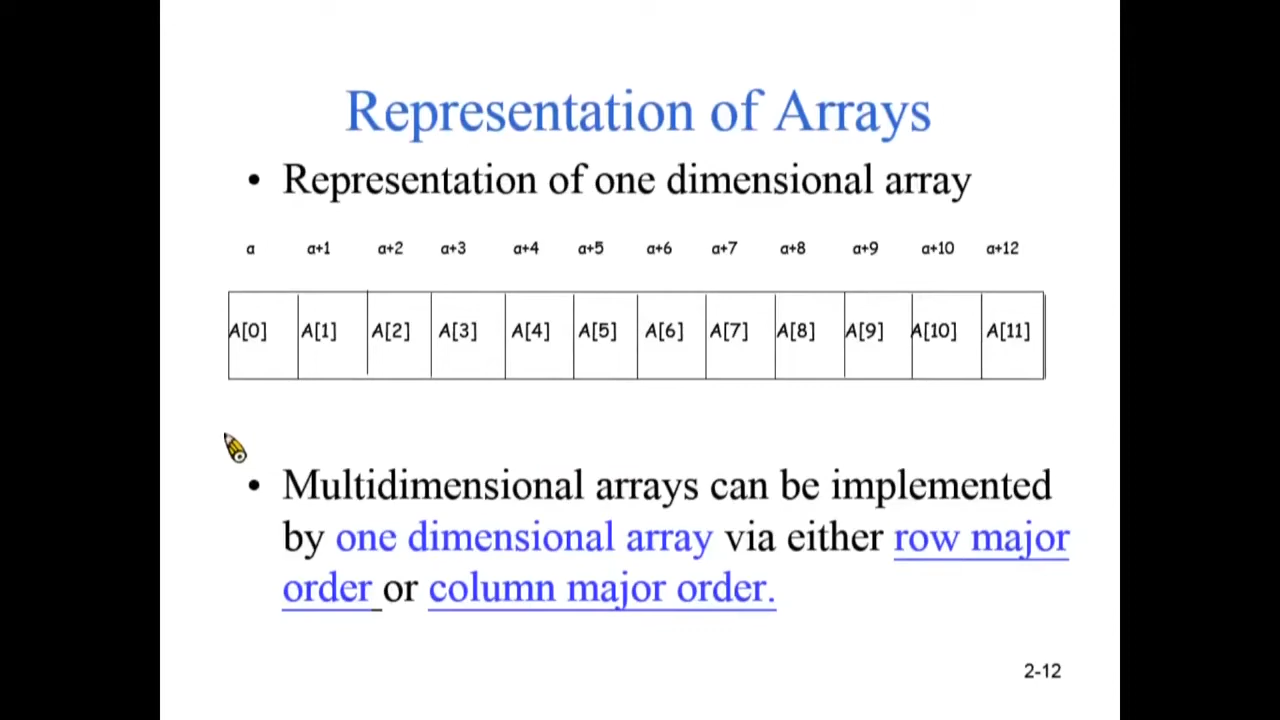 Representation of Arrays
• Representation of one dimensional array
a a+1 a+2 a+3 a+4 a+5 a+6 a+7 a+8 a+9 a+10 a+12
A[0] A[1] A[2] A[3] A[4] A[5] A[6] A[7] A[8] A[9] A[10] A[11]
• Multidimensional arrays can be implemented
by one dimensional array via either row major
order or column major order.
2-12